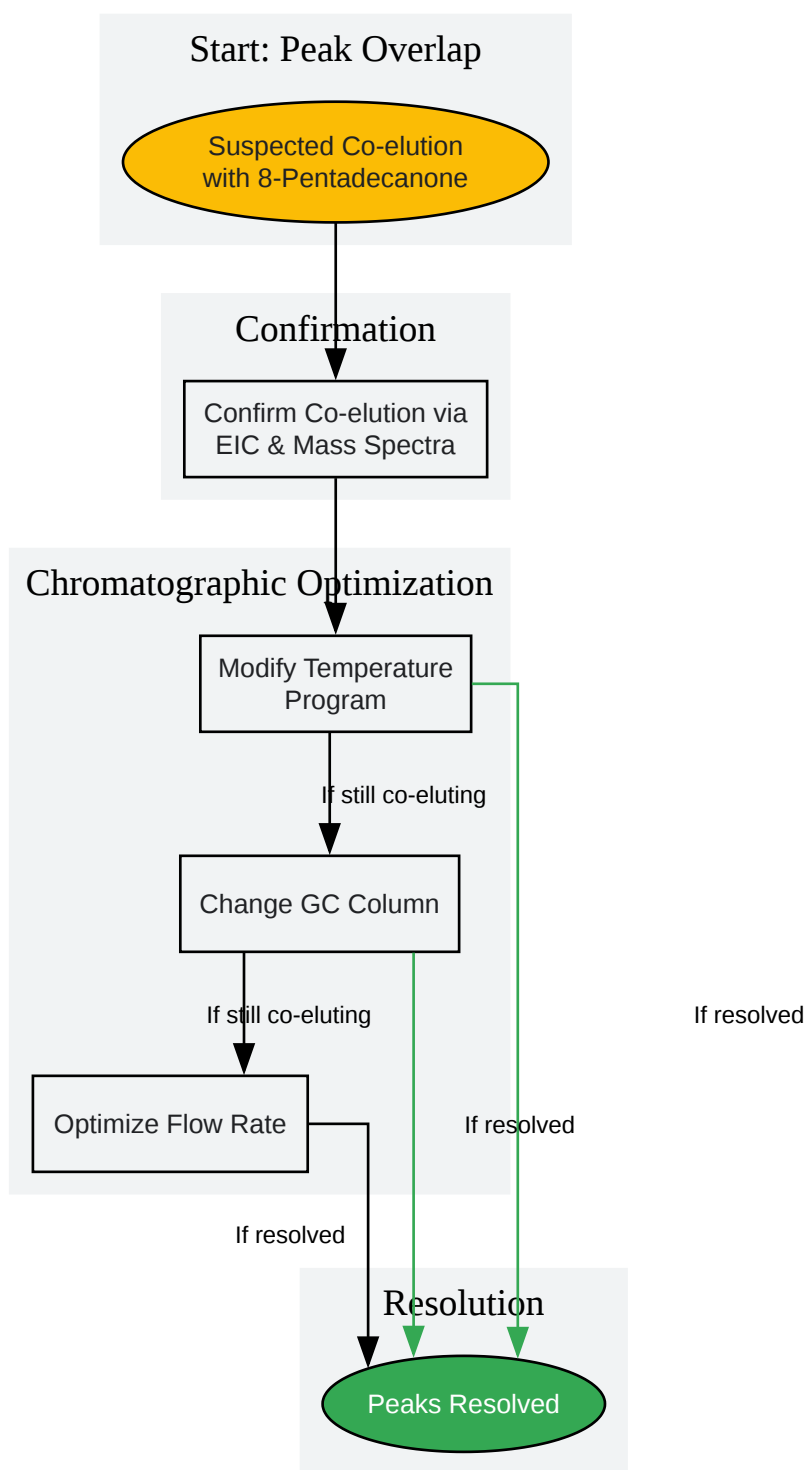 Start: Peak Overlap
Suspected Co-elution
with 8-Pentadecanone
Confirmation
Confirm Co-elution via
EIC & Mass Spectra
Chromatographic Optimization
Modify Temperature
Program
If still co-eluting
Change GC Column
If still co-eluting
If resolved
Optimize Flow Rate
If resolved
If resolved
Resolution
Peaks Resolved